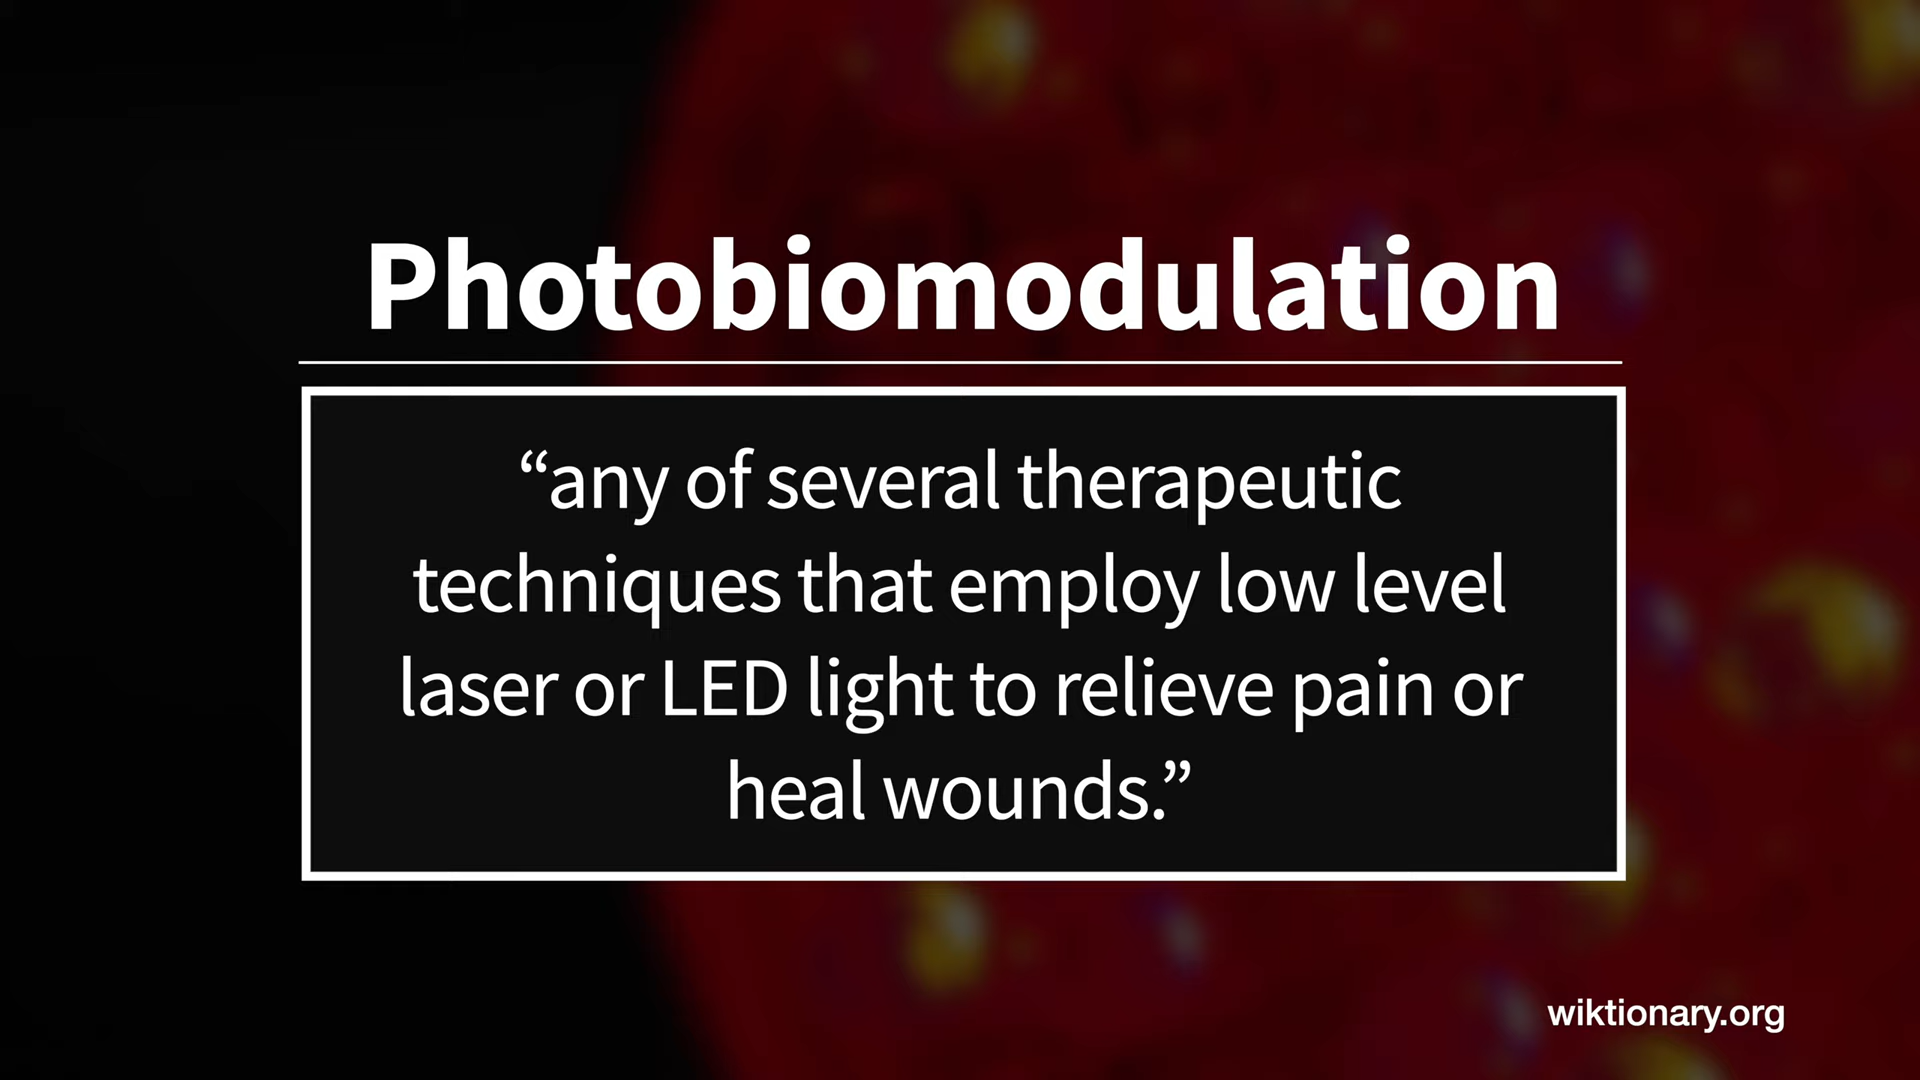 Photobiomodulation
“any of several therapeutic
techniques that employ low level
laser or LED light to relieve pain or
heal wounds.”
wiktionary.org